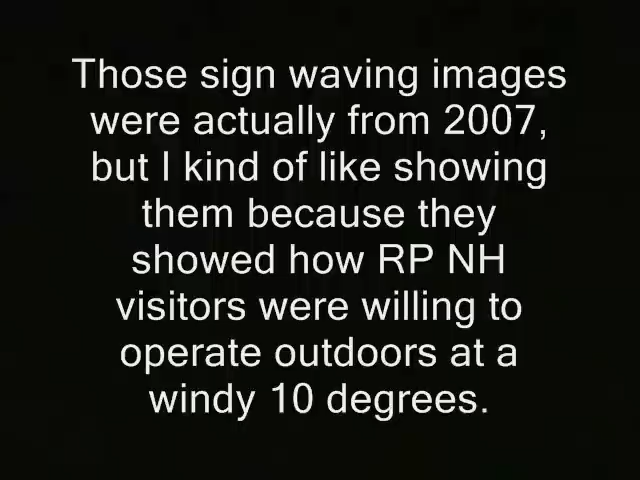 Those sign waving images
were actually from 2007,
but I kind of like showing
them because they
showed how RP NH
visitors were willing to
operate outdoors at a
windy 10 degrees.